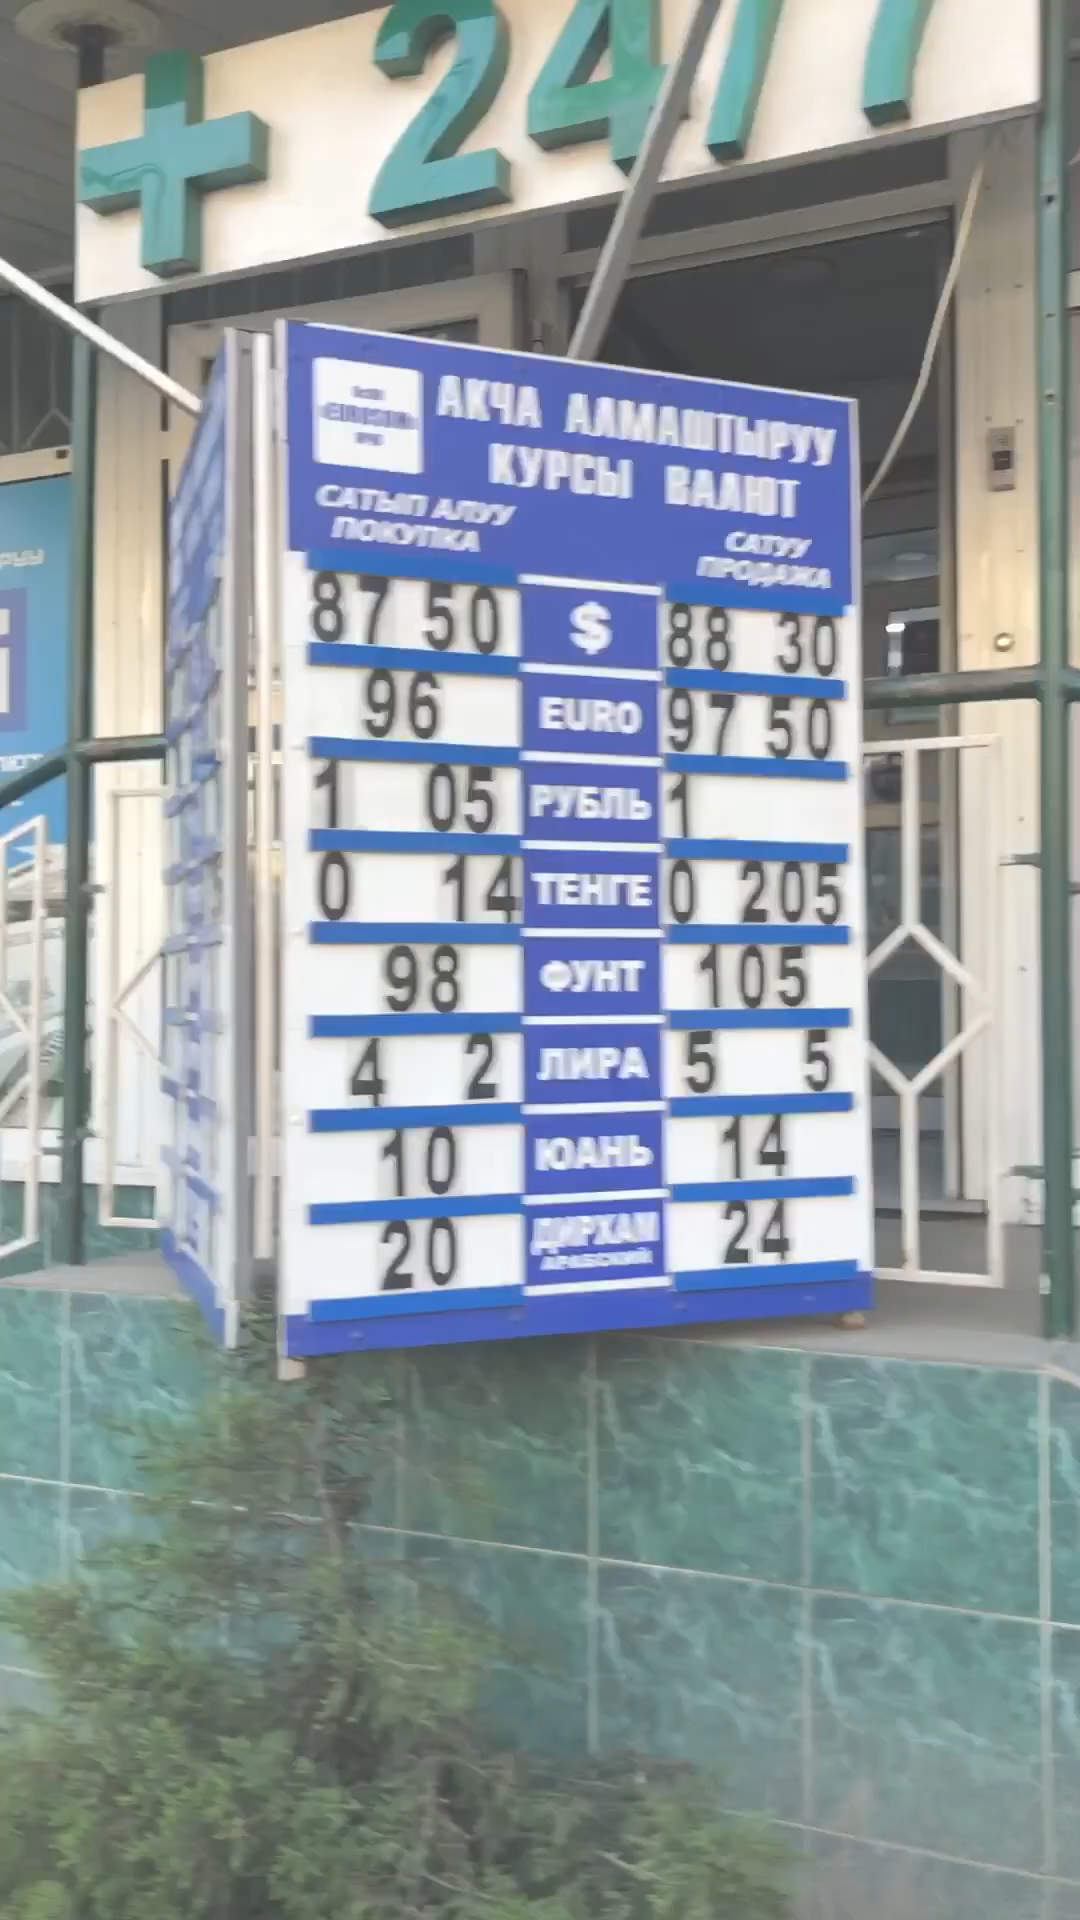 + 24/7
АКЧА АЛМАШТЫРУУ
КУРСЫ ВАЛЮТ
САТЫП АЛУУ
ПОКУПКА
САТУУ
ПРОДАЖА
87 50 $ 88 30
96 EURO 97 50
1 05 РУБЛЬ 1
0 14 ТЕНГЕ 0 205
98 ФУНТ 105
4 2 ЛИРА 5 5
10 ЮАНЬ 14
20 ДИРХАМ 24
АРАБСКИЙ